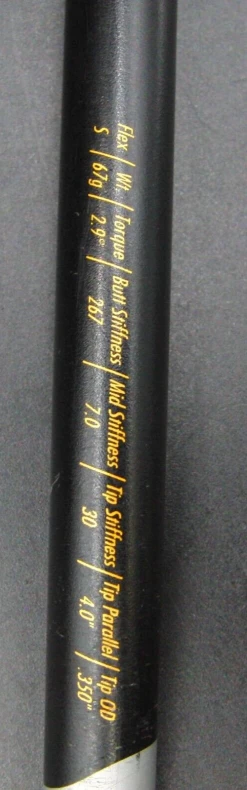 Flex | Wt. | Torque | Butt Stiffness | Mid Stiffness | Tip Stiffness | Tip Parallel | Tip OD
S | 67g | 2.9° | 267 | 7.0 | 30 | 4.0" | .350"